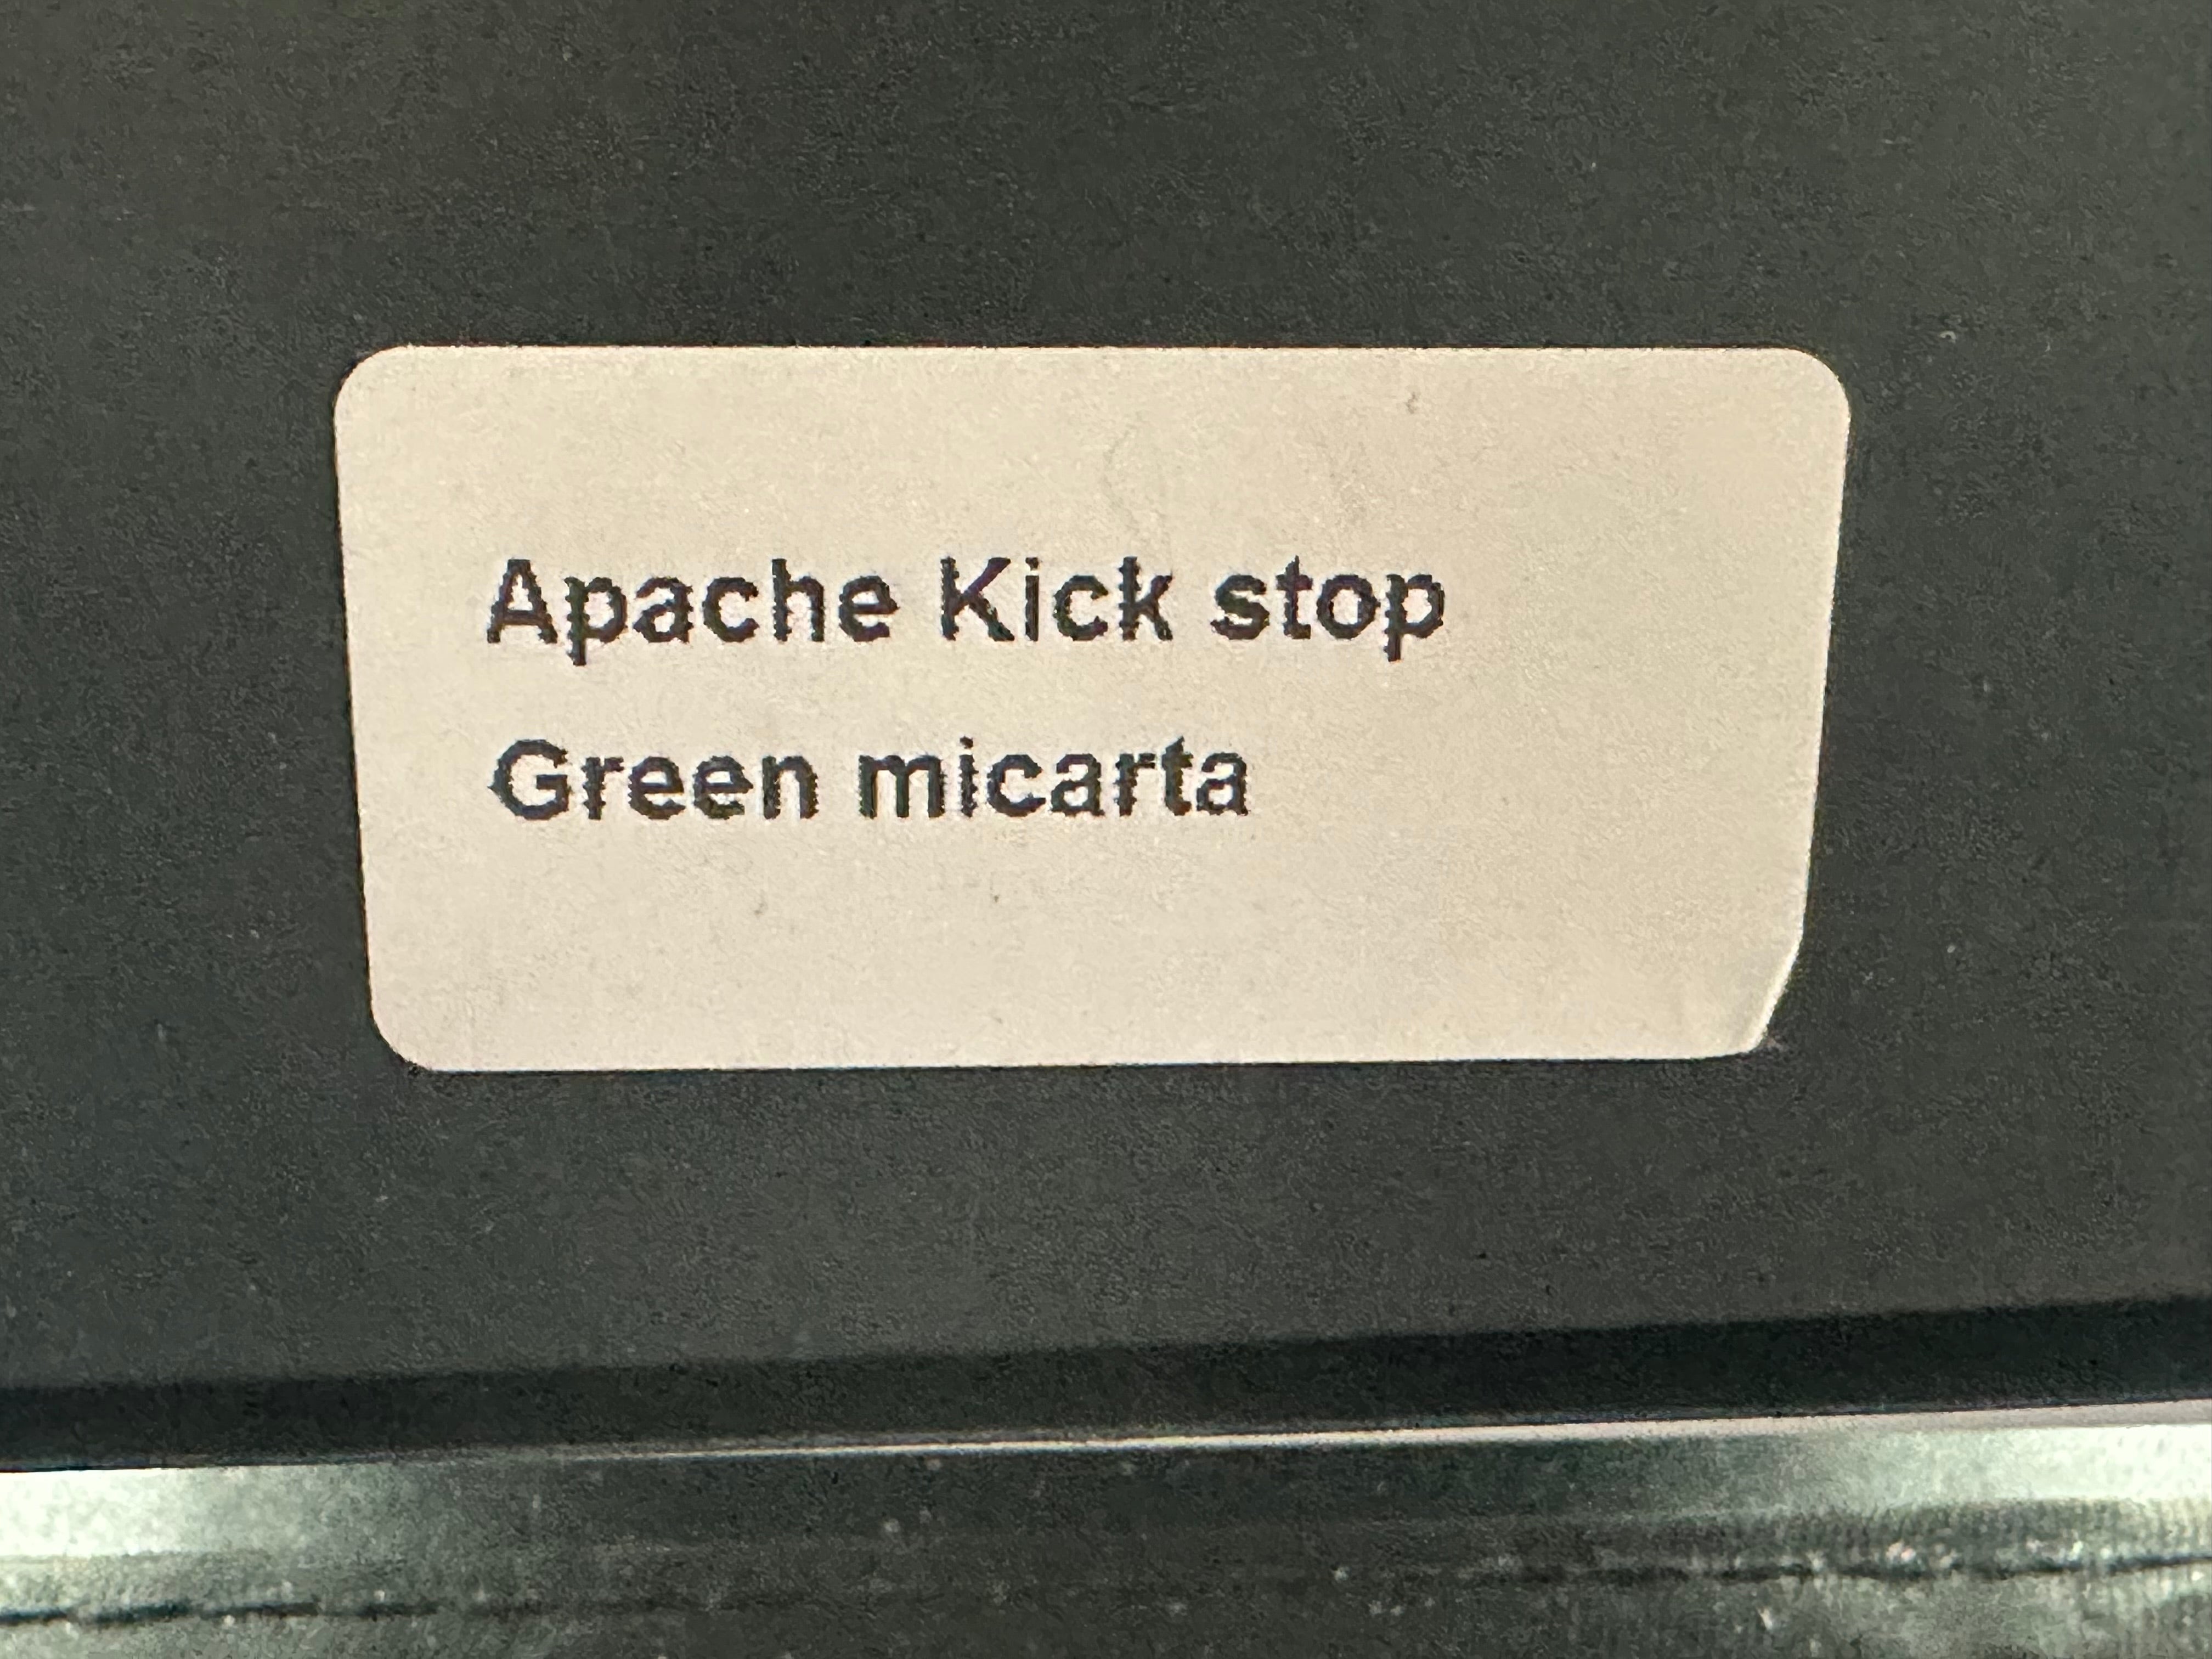 Apache Kick stop
Green micarta